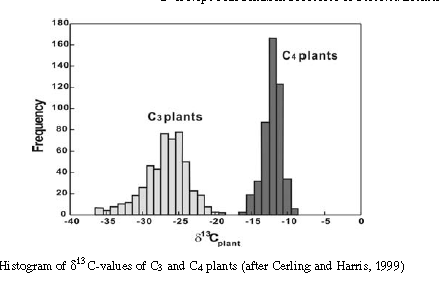 180
160
140
120
100
80
60
40
20
0
Frequency
C4 plants
C3 plants
-40 -35 -30 -25 -20 -15 -10 -5 0
δ13Cplant
Histogram of δ13 C-values of C3 and C4 plants (after Cerling and Harris, 1999)